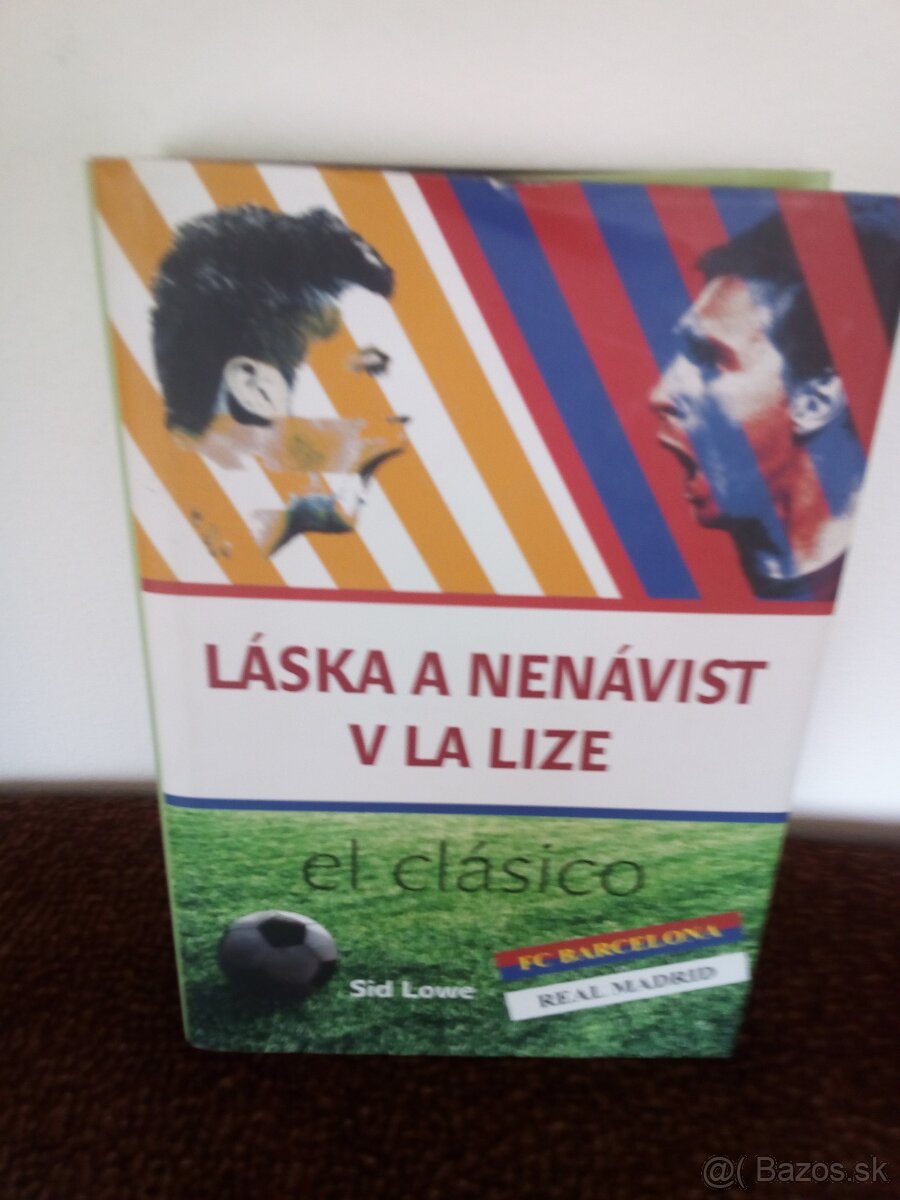 LÁSKA A NENÁVIST
V LA LIZE
el clásico
FC BARCELONA
REAL MADRID
Sid Lowe
@( Bazos.sk